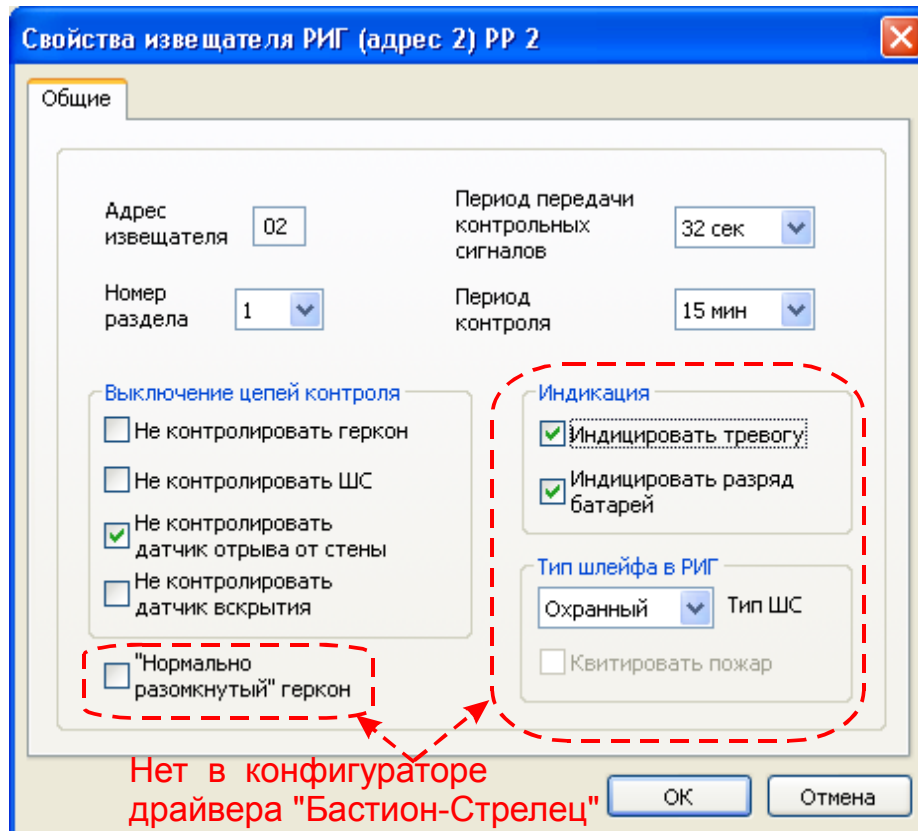 Свойства извещателя РИГ (адрес 2) РР 2
Общие
Адрес
извещателя
02
Период передачи
контрольных
сигналов
32 сек
Номер
раздела
1
Период
контроля
15 мин
Выключение цепей контроля
Не контролировать геркон
Не контролировать ШС
Не контролировать
датчик отрыва от стены
Не контролировать
датчик вскрытия
"Нормально
разомкнутый" геркон
Индикация
Индицировать тревогу
Индицировать разряд
батарей
Тип шлейфа в РИГ
Охранный
Тип ШС
Квитировать пожар
Нет в конфигураторе
драйвера "Бастион-Стрелец"
ОК
Отмена